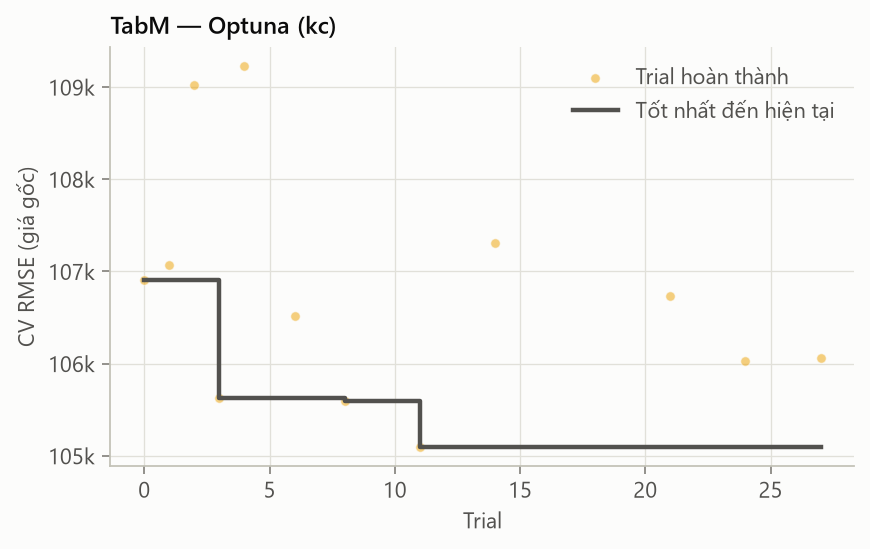 TabM — Optuna (kc)
Trial hoàn thành
Tốt nhất đến hiện tại
CV RMSE (giá gốc)
109k
108k
107k
106k
105k
0 5 10 15 20 25
Trial